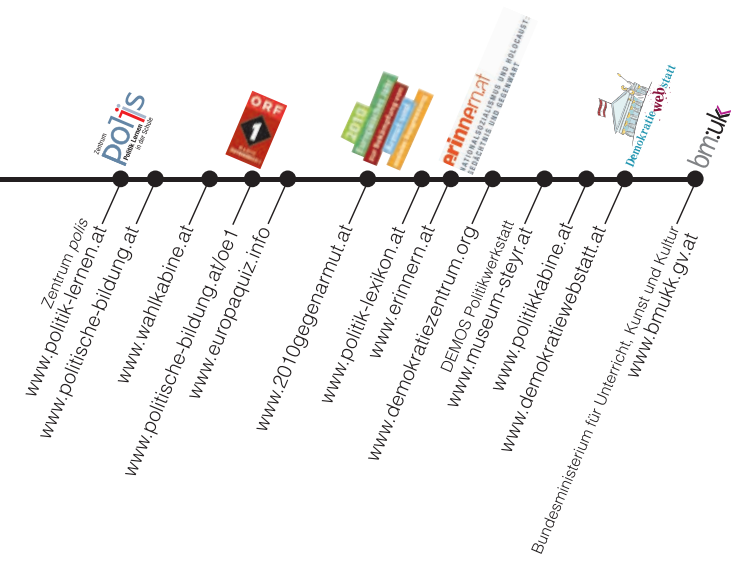 Zentrum
polis
Politik Lernen
in der Schule
ORF
1
2010
erinnern.at
NATIONALSOZIALISMUS UND HOLOCAUST:
GEDÄCHTNIS UND GEGENWART
Demokratiewebstatt
bm:uk
Zentrum polis
www.politik-lernen.at
www.politische-bildung.at
www.wahlkabine.at
www.politische-bildung.at/oe1
www.europaquiz.info
www.2010gegenarmut.at
www.politik-lexikon.at
www.erinnern.at
www.demokratiezentrum.org
DEMOS Politikwerkstatt
www.museum-steyr.at
www.politikkabine.at
www.demokratiewebstatt.at
Bundesministerium für Unterricht, Kunst und Kultur
www.bmukk.gv.at